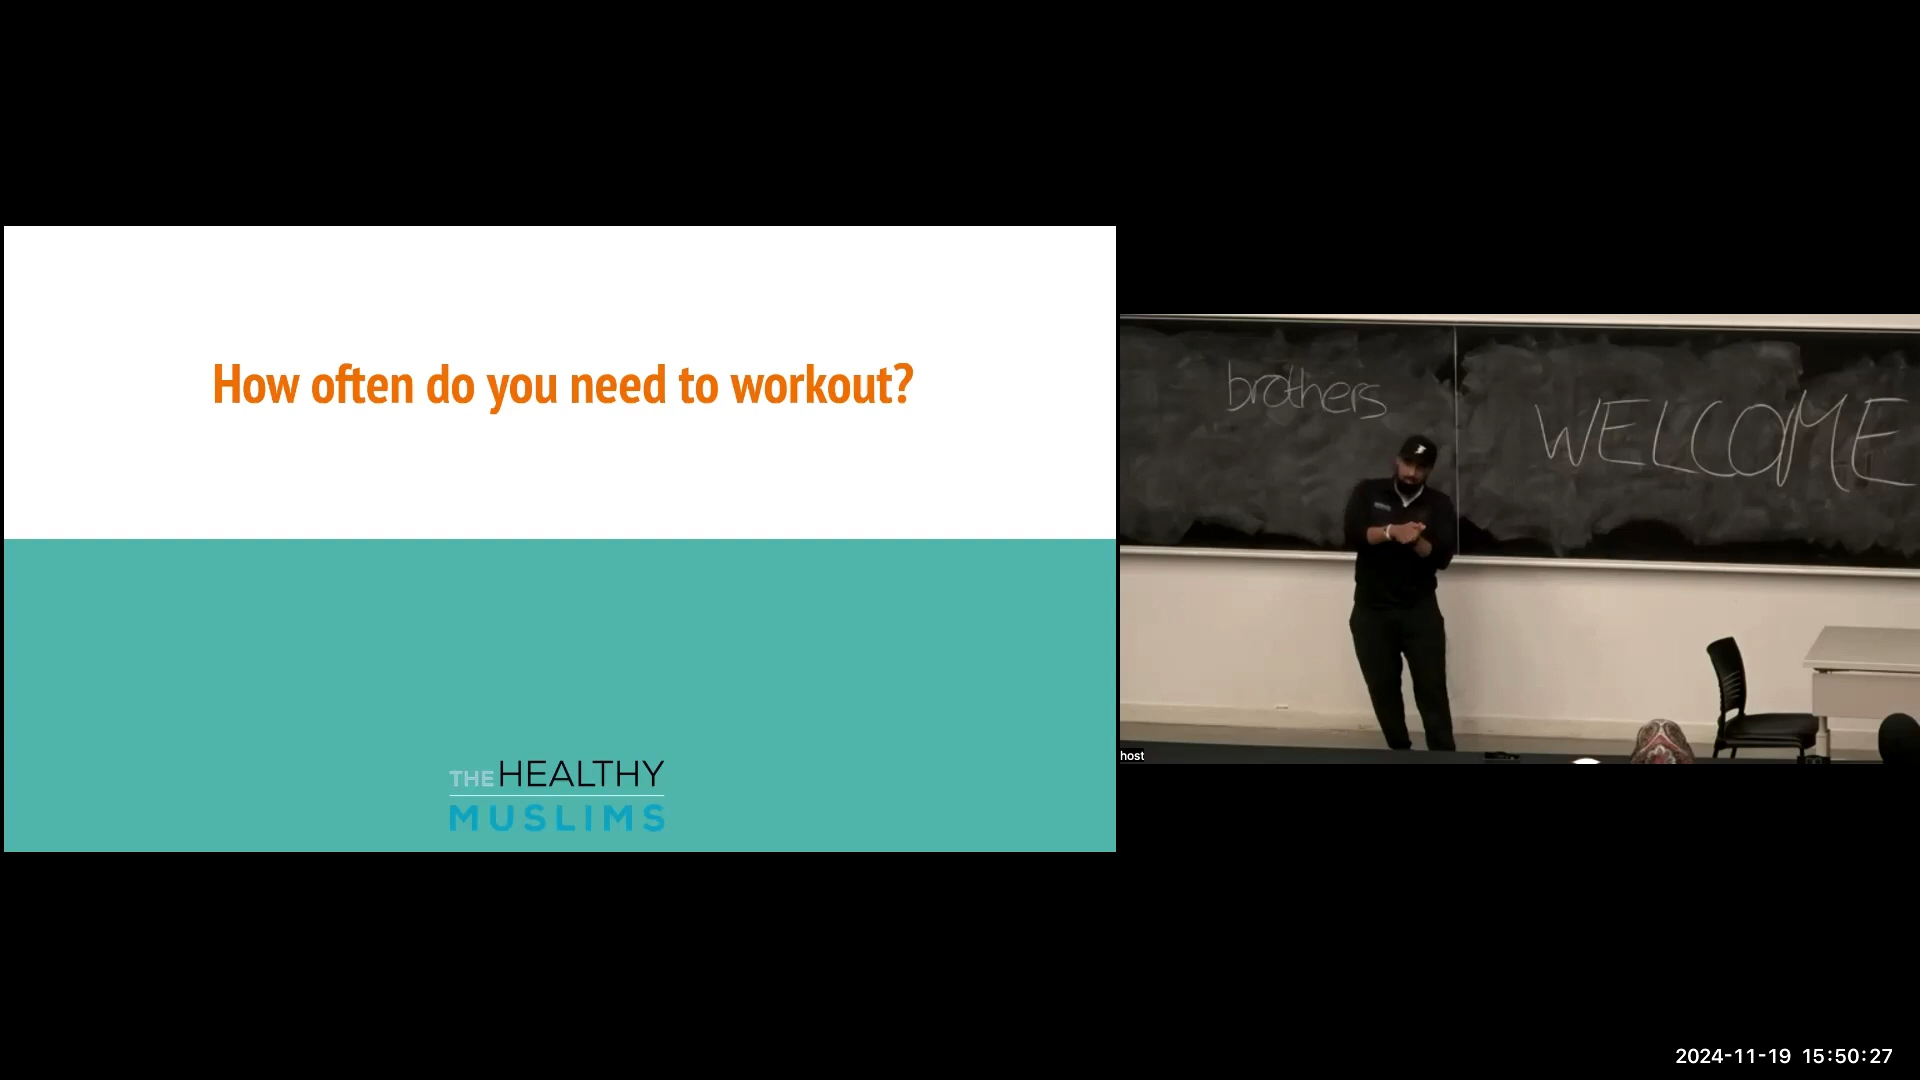 How often do you need to workout?
THE HEALTHY
MUSLIMS
brothers
WELCOME
host
2024-11-19 15:50:27